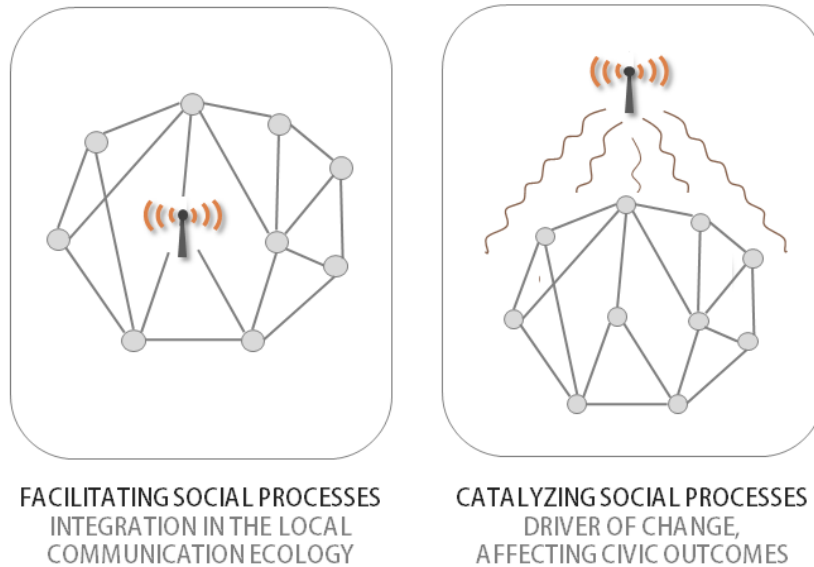 FACILITATING SOCIAL PROCESSES
INTEGRATION IN THE LOCAL
COMMUNICATION ECOLOGY
CATALYZING SOCIAL PROCESSES
DRIVER OF CHANGE,
AFFECTING CIVIC OUTCOMES